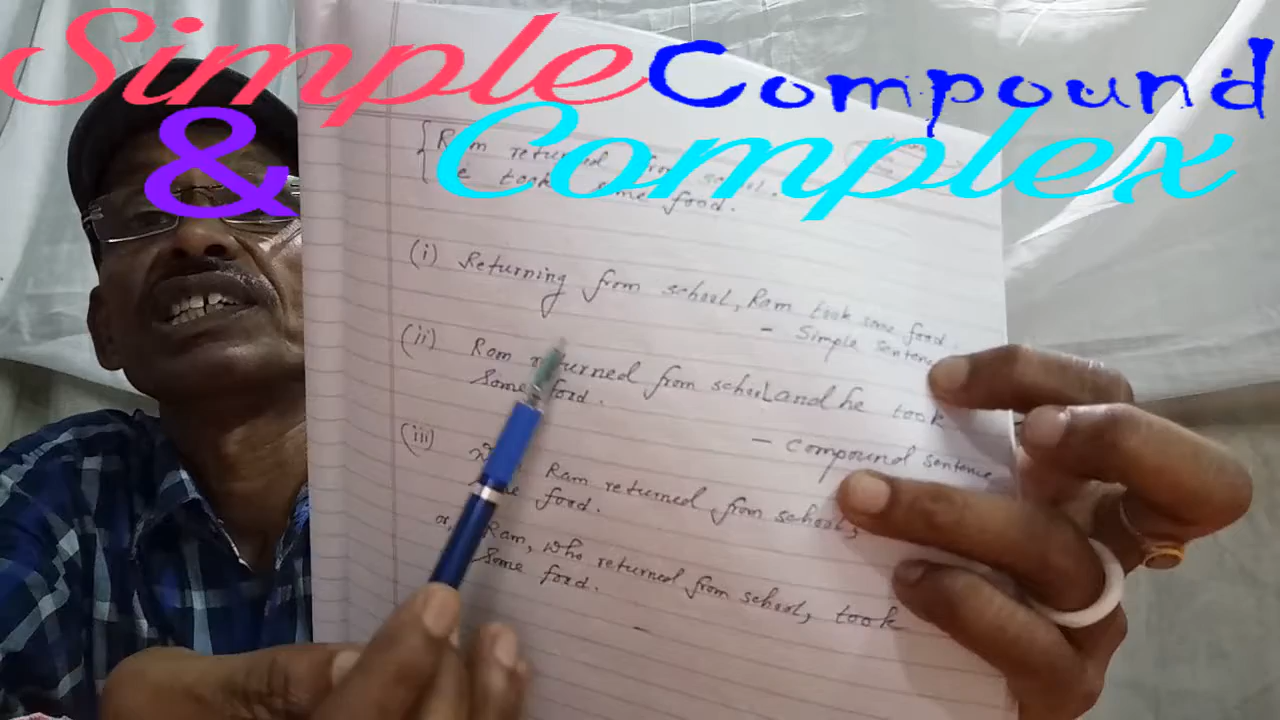 Simple Compound
& Complex
Ram returned from school.
took some food.
(i) Returning from school, Ram took some food.
- Simple sentence
(ii) Ram returned from school and he took
some food.
- Compound sentence
(iii) Ram returned from school,
some food.
or, Ram, who returned from school, took
some food.